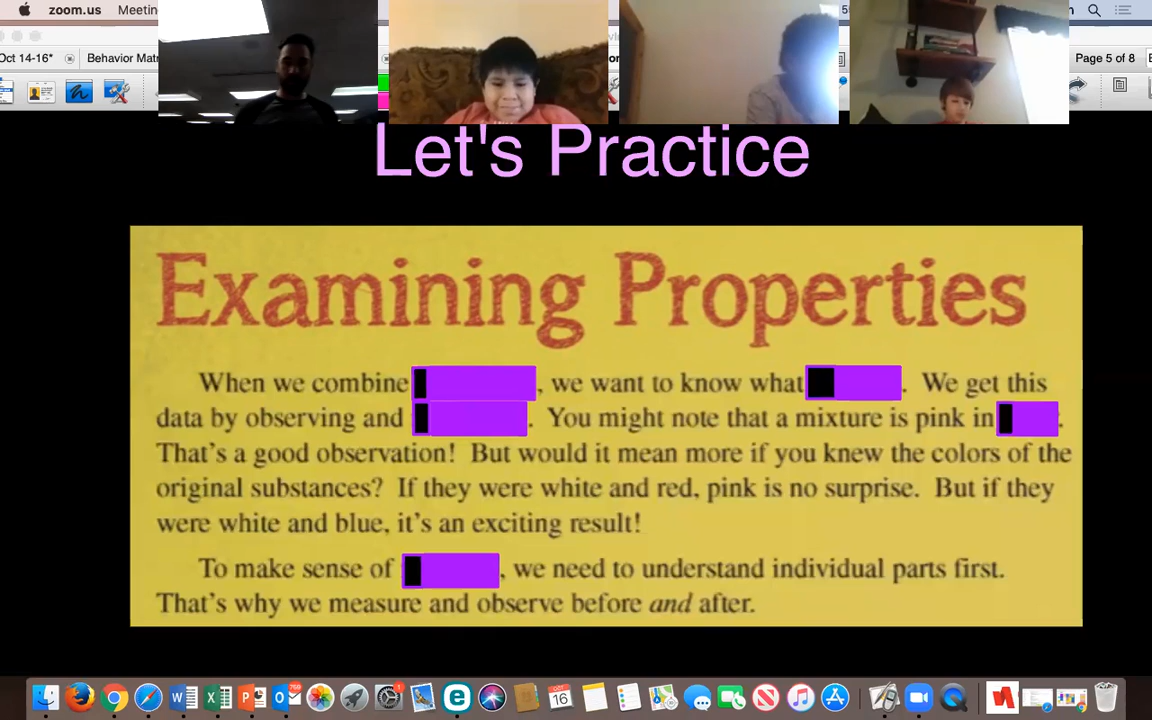 zoom.us Meetin
Oct 14-16* Behavior Mat Page 5 of 8
Let's Practice
Examining Properties
When we combine , we want to know what . We get this
data by observing and . You might note that a mixture is pink in .
That's a good observation! But would it mean more if you knew the colors of the
original substances? If they were white and red, pink is no surprise. But if they
were white and blue, it's an exciting result!
To make sense of , we need to understand individual parts first.
That's why we measure and observe before and after.
OCT
16